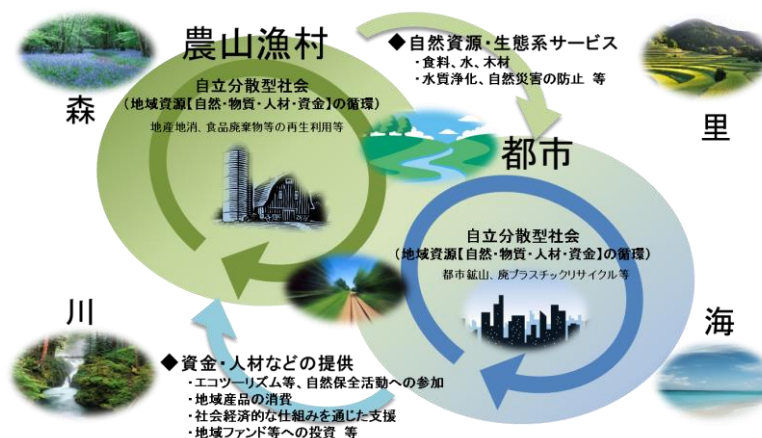 農山漁村
◆自然資源・生態系サービス
・食料、水、木材
・水質浄化、自然災害の防止 等
森
自立分散型社会
(地域資源【自然・物質・人材・資金】の循環)
地産地消、食品廃棄物等の再生利用等
里
都市
自立分散型社会
(地域資源【自然・物質・人材・資金】の循環)
都市鉱山、廃プラスチックリサイクル等
川
海
◆資金・人材などの提供
・エコツーリズム等、自然保全活動への参加
・地域産品の消費
・社会経済的な仕組みを通じた支援
・地域ファンド等への投資 等